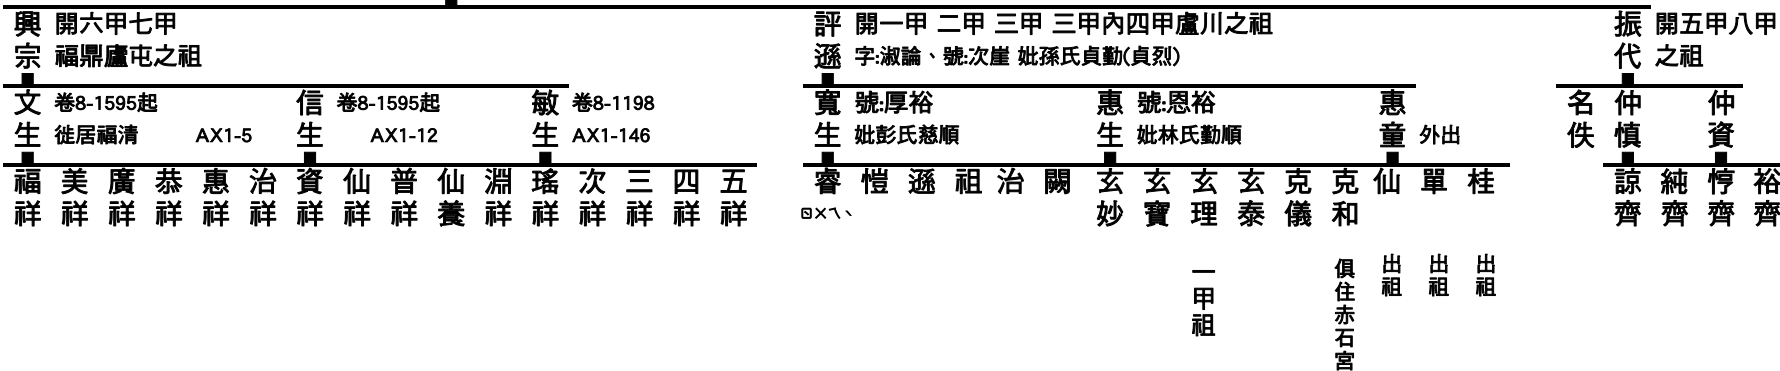 興宗 開六甲七甲
福鼎廬屯之祖
評遜 開一甲 二甲 三甲 三甲內四甲盧川之祖
字:淑論、號:次崖 妣孫氏貞勤(貞烈)
振代 開五甲八甲
之祖
文生 卷8-1595起
徙居福清 AX1-5
信生 卷8-1595起
AX1-12
敏生 卷8-1198
AX1-146
寬生 號:厚裕
妣彭氏慈順
惠生 號:恩裕
妣林氏勤順
惠童 外出
名佚
仲慎
仲資
福祥
美祥
廣祥
恭祥
惠祥
治祥
資祥
仙祥
普祥
仙養
淵祥
瑤祥
次祥
三祥
四祥
五祥
睿
ㄖㄨㄟˋ
愷
遜
祖
治
闕
玄妙
玄寶
玄理
一甲祖
玄泰
克儀
克和
俱住赤石宮
仙
出祖
單
出祖
桂
出祖
諒齊
純齊
惇齊
裕齊